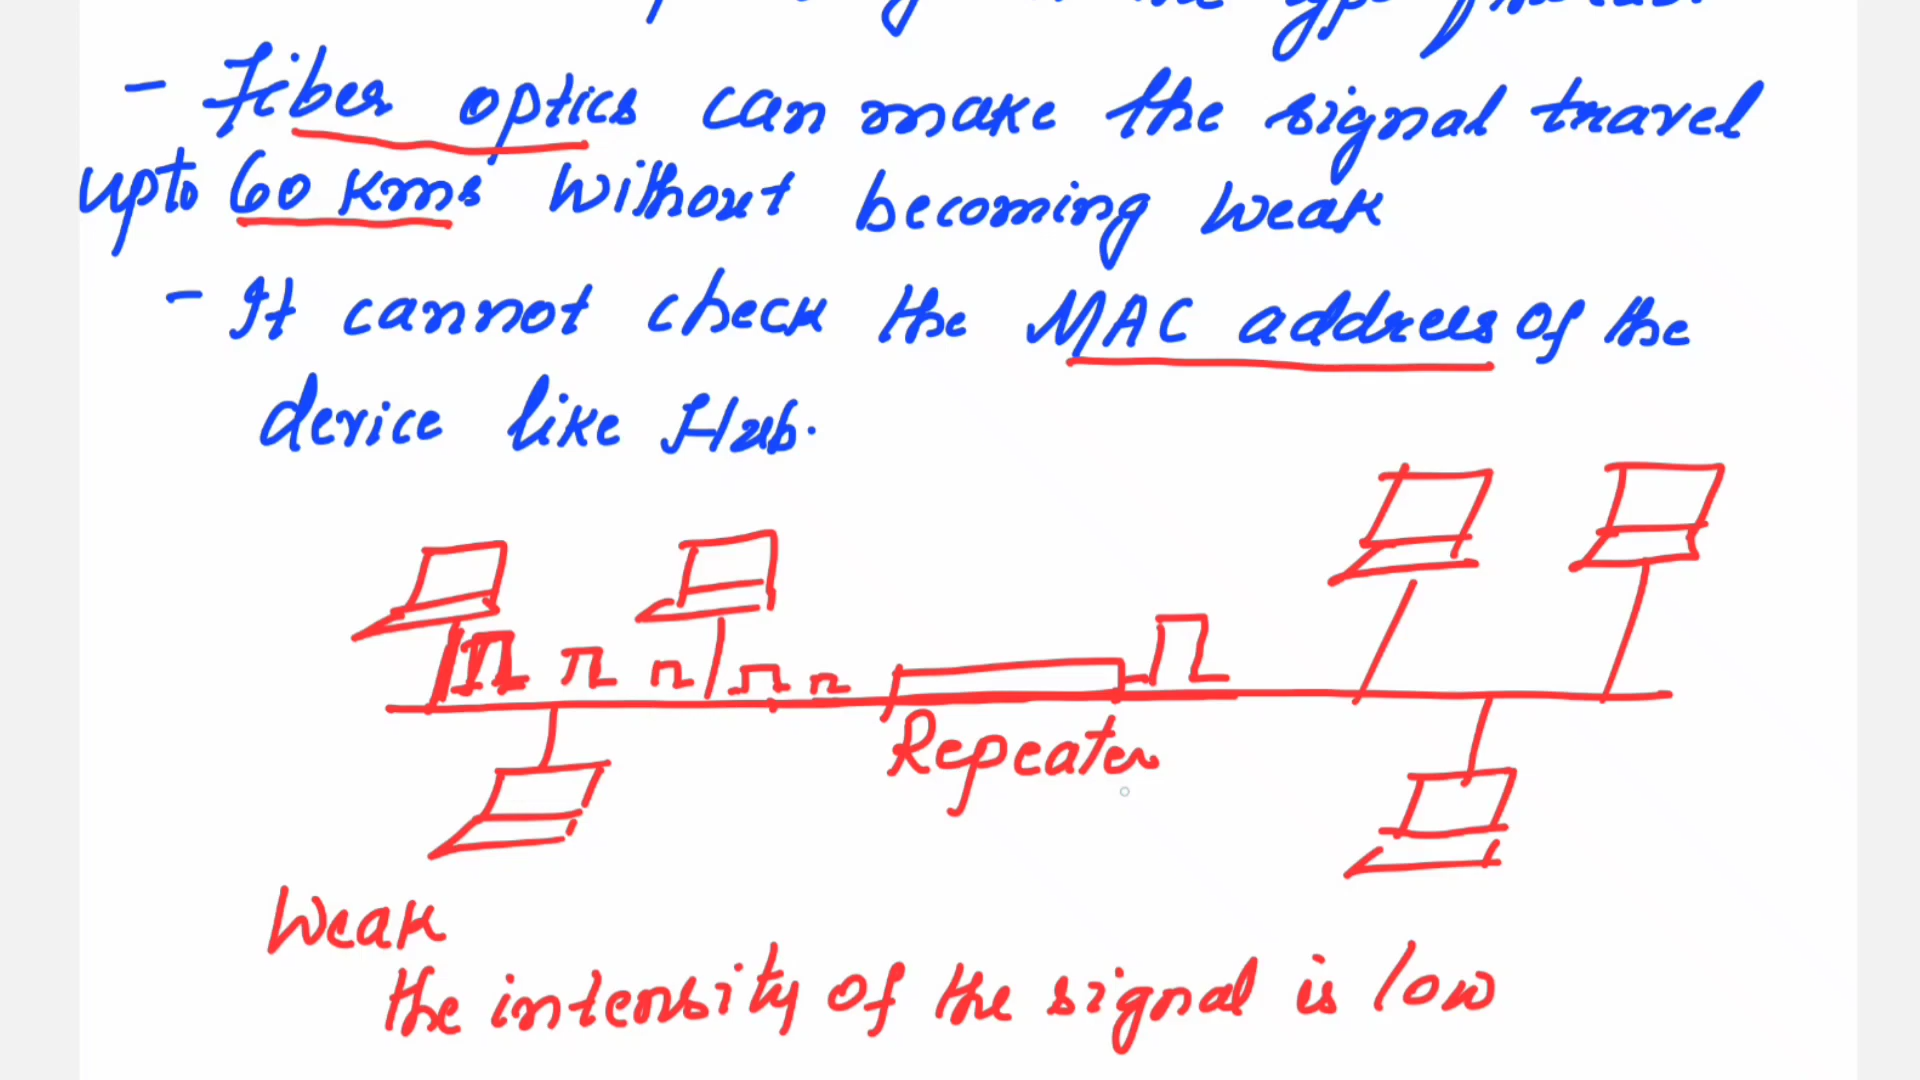 - Fiber optics can make the signal travel
upto 60 kms without becoming weak
- It cannot check the MAC address of the
device like Hub.
Repeater
Weak
the intensity of the signal is low